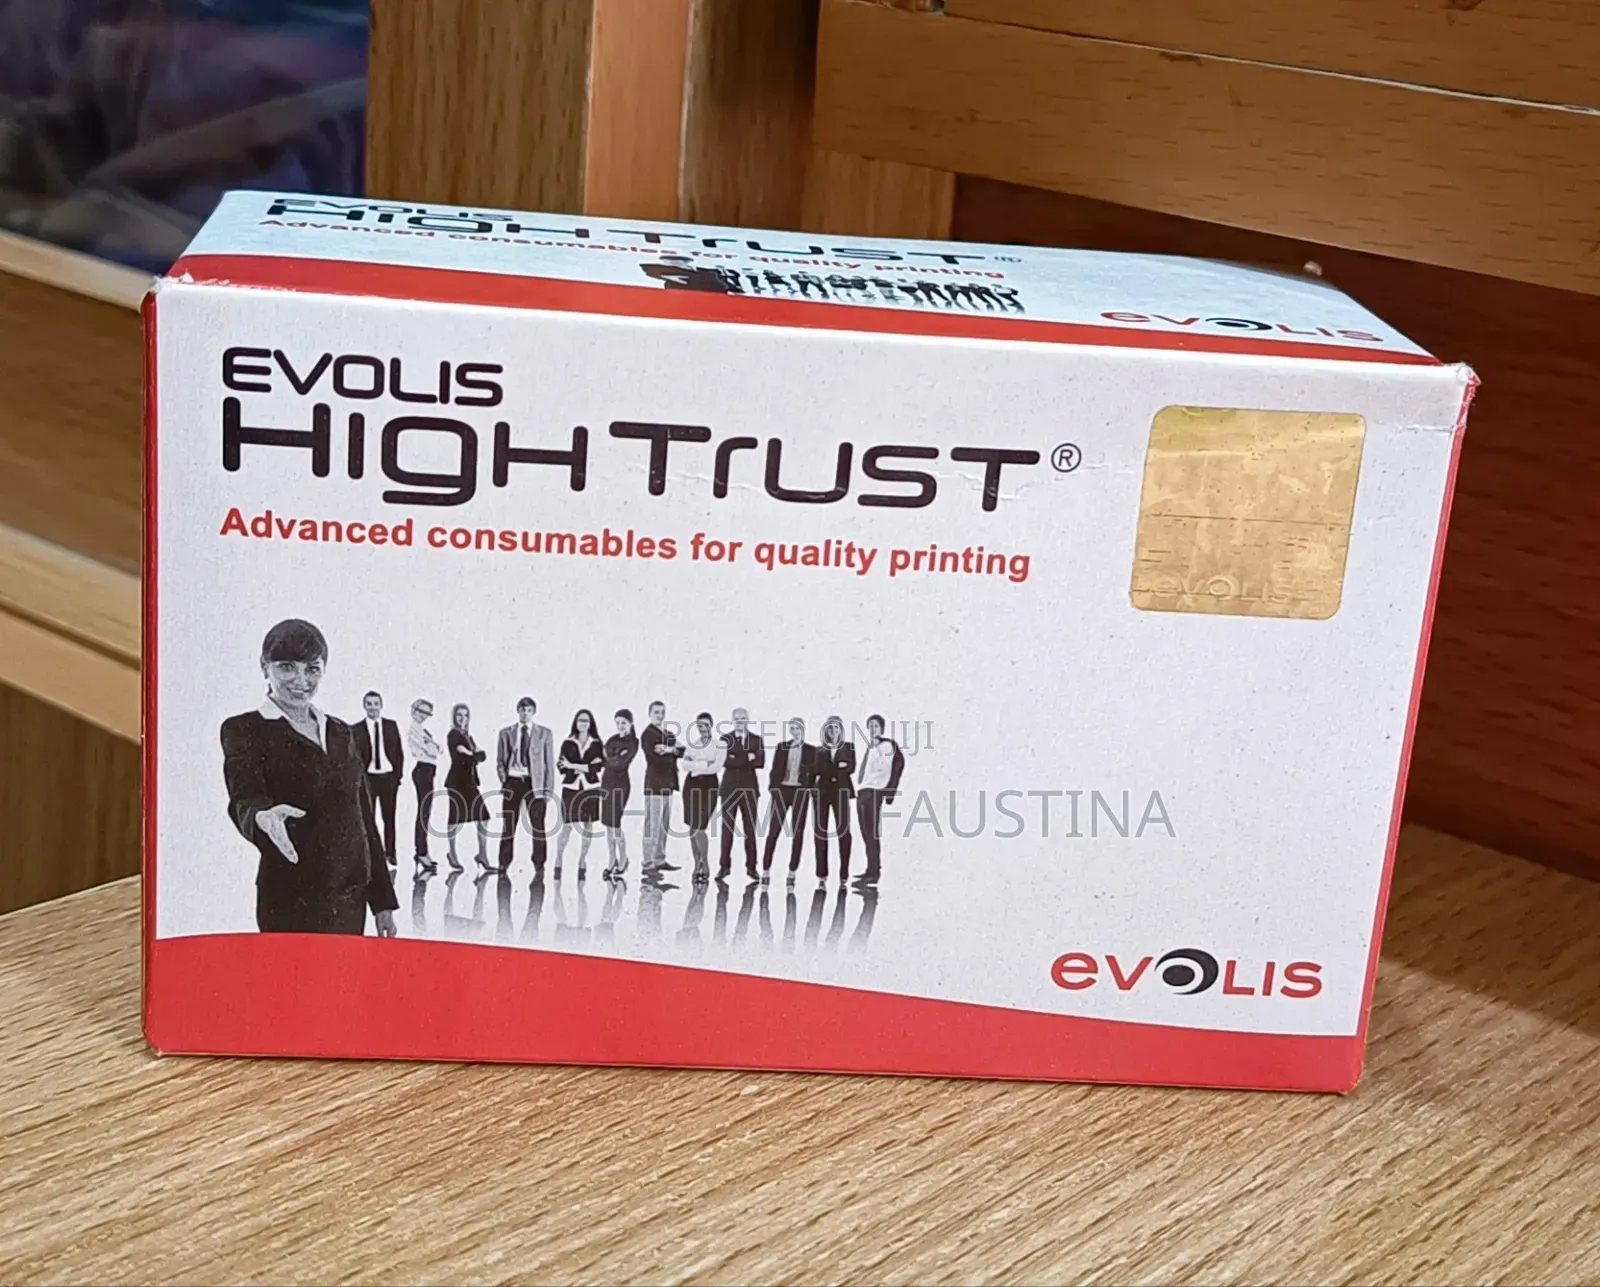 EVOLIS
HighTrust®
Advanced consumables for quality printing
evolis
EVOLIS
HighTrust®
Advanced consumables for quality printing
evolis
POSTED ON JIJI
OGOCHUKWU FAUSTINA
evolis